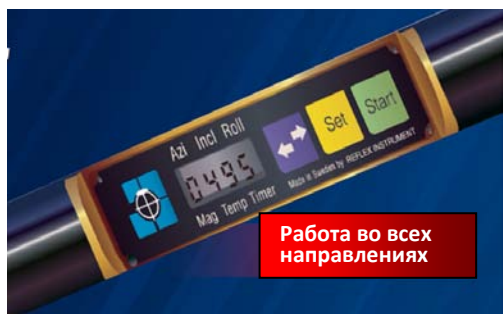 Azi Incl Roll
0495
Mag Temp Timer
Set
Start
Made in Sweden by REFLEX INSTRUMENT
Работа во всех
направлениях